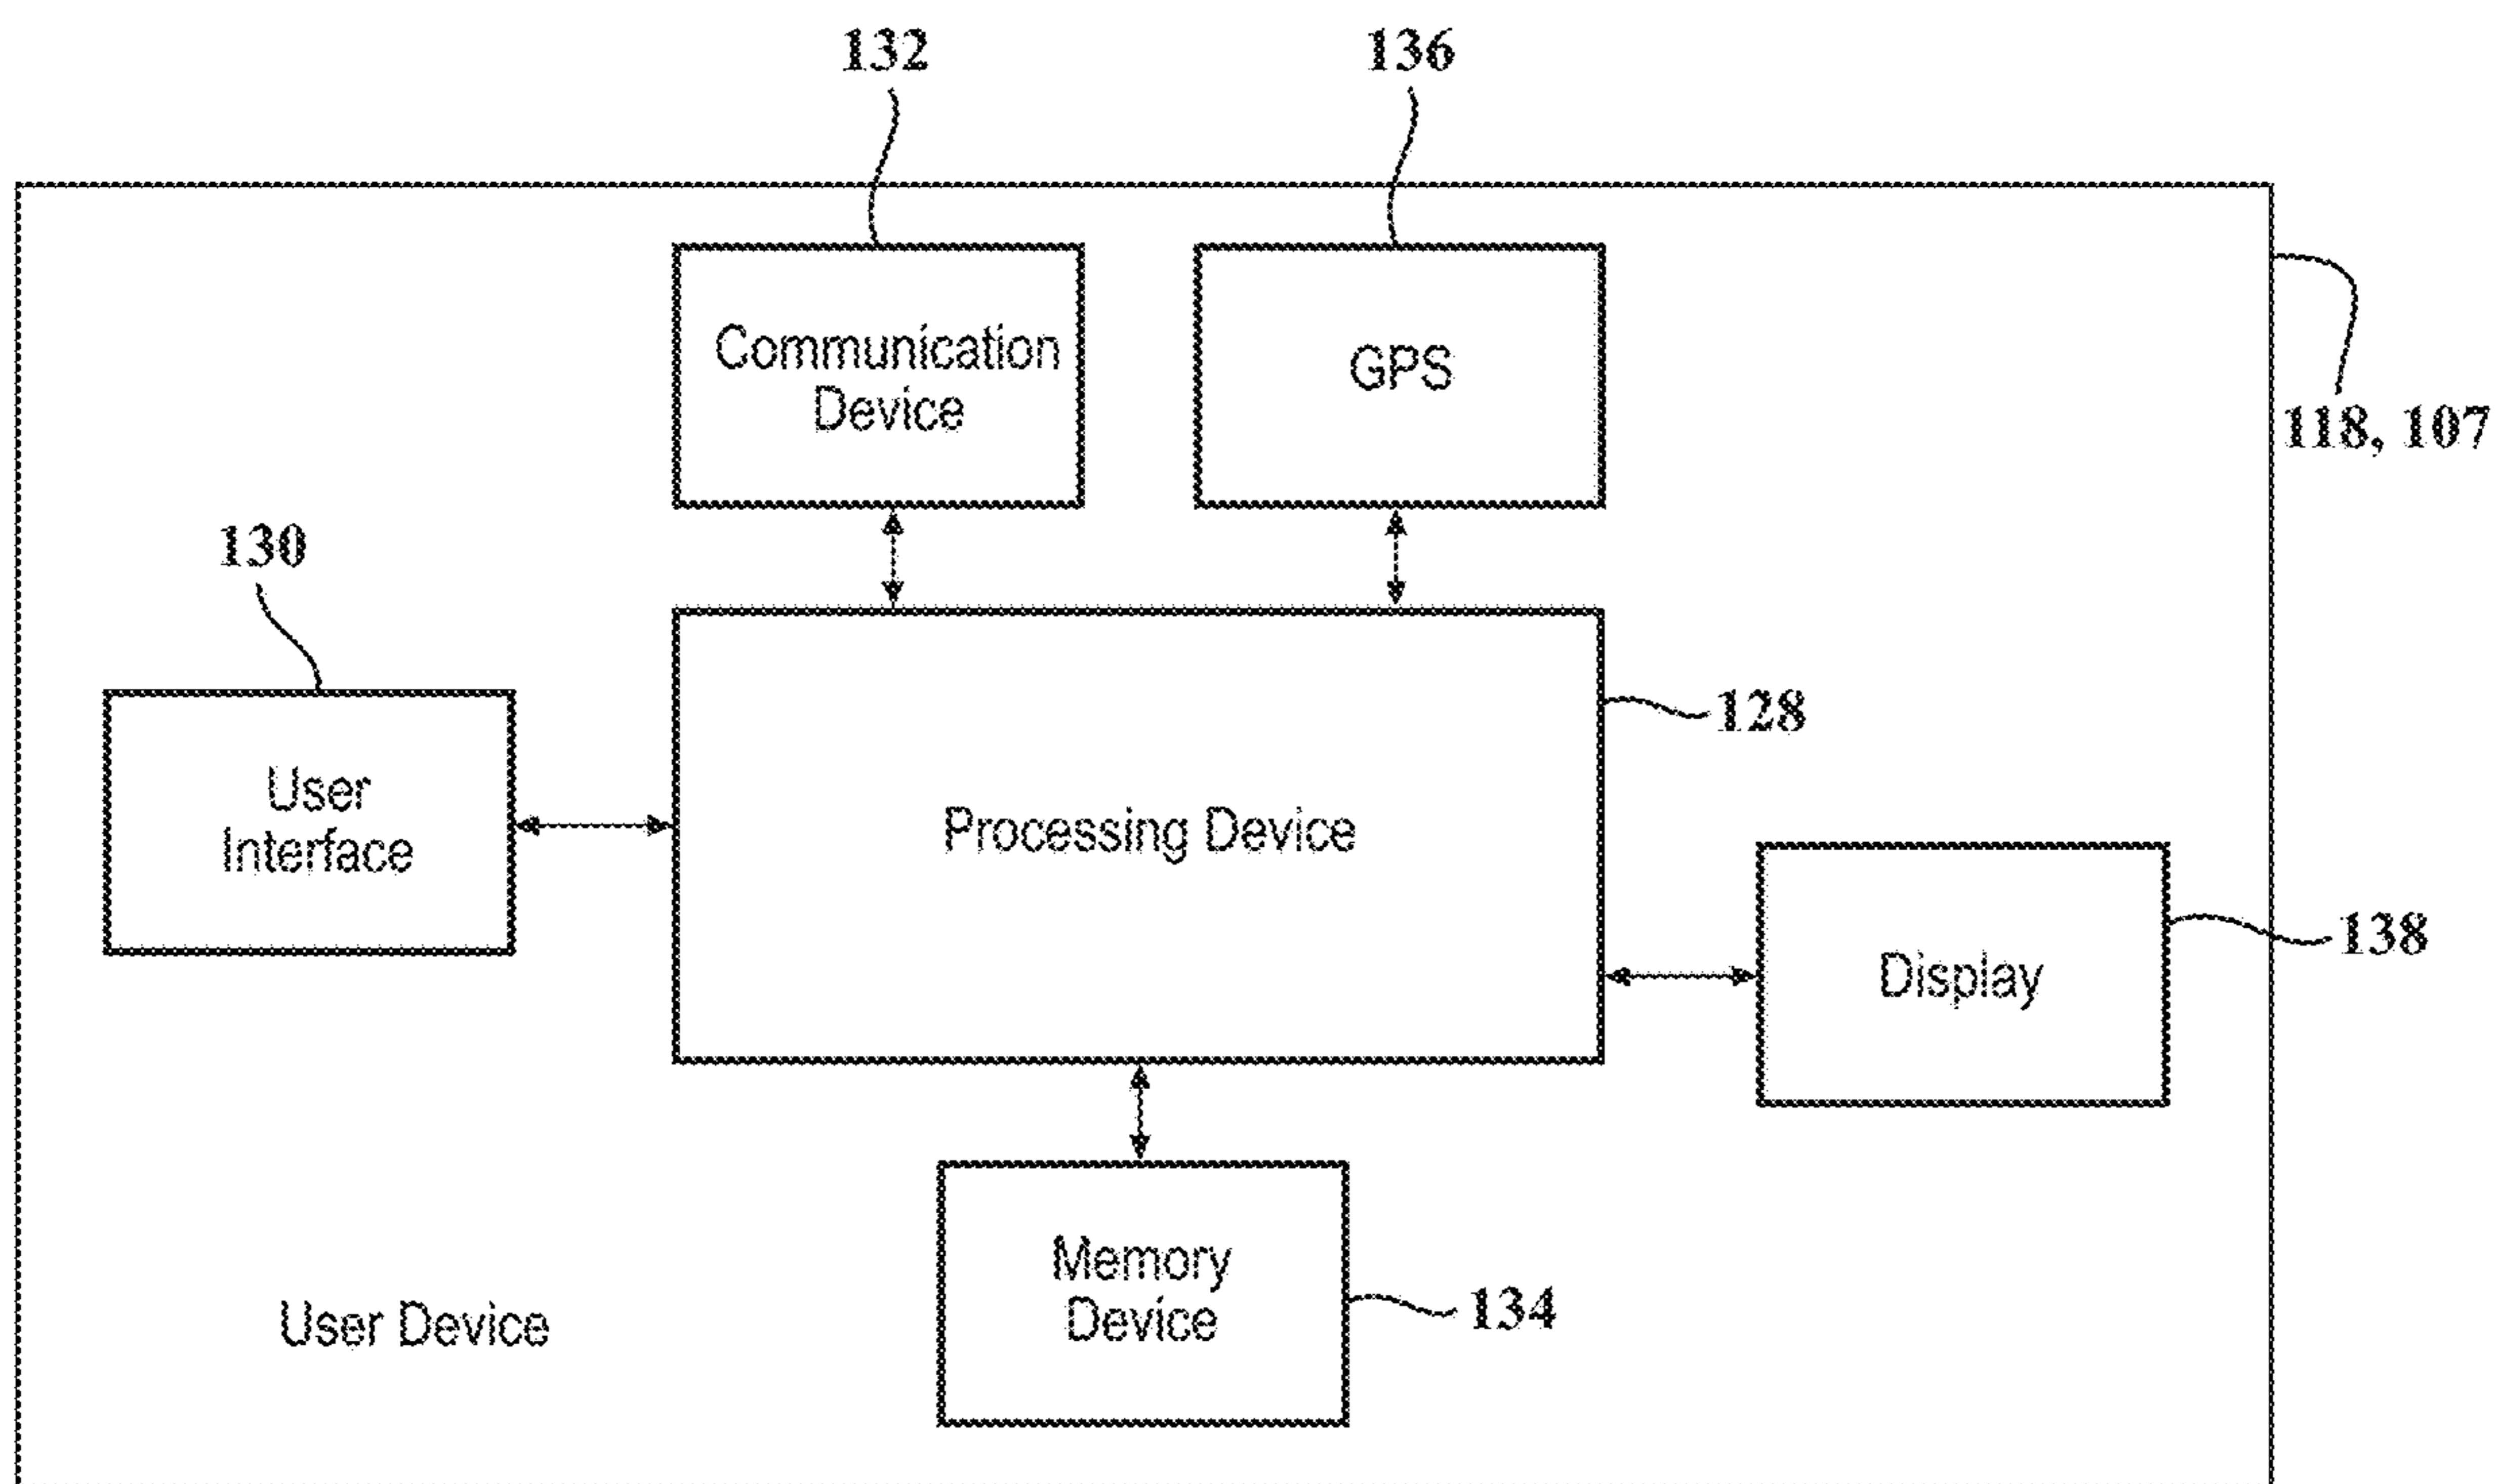 132
136
Communication
Device
GPS
118, 107
130
128
User
Interface
Processing Device
138
Display
Memory
Device
134
User Device